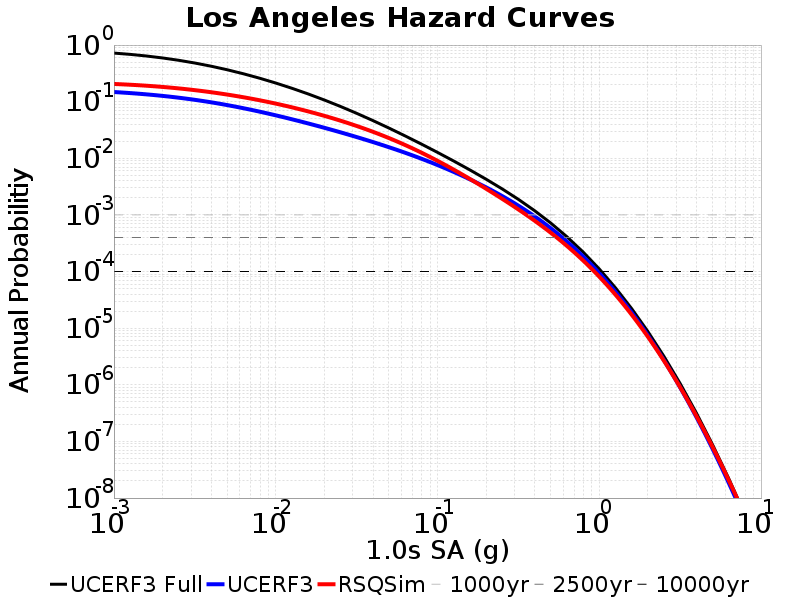 Los Angeles Hazard Curves
Annual Probabilitiy
10^0
10^-1
10^-2
10^-3
10^-4
10^-5
10^-6
10^-7
10^-8
10^-3 10^-2 10^-1 10^0 10^1
1.0s SA (g)
UCERF3 Full UCERF3 RSQSim 1000yr 2500yr 10000yr